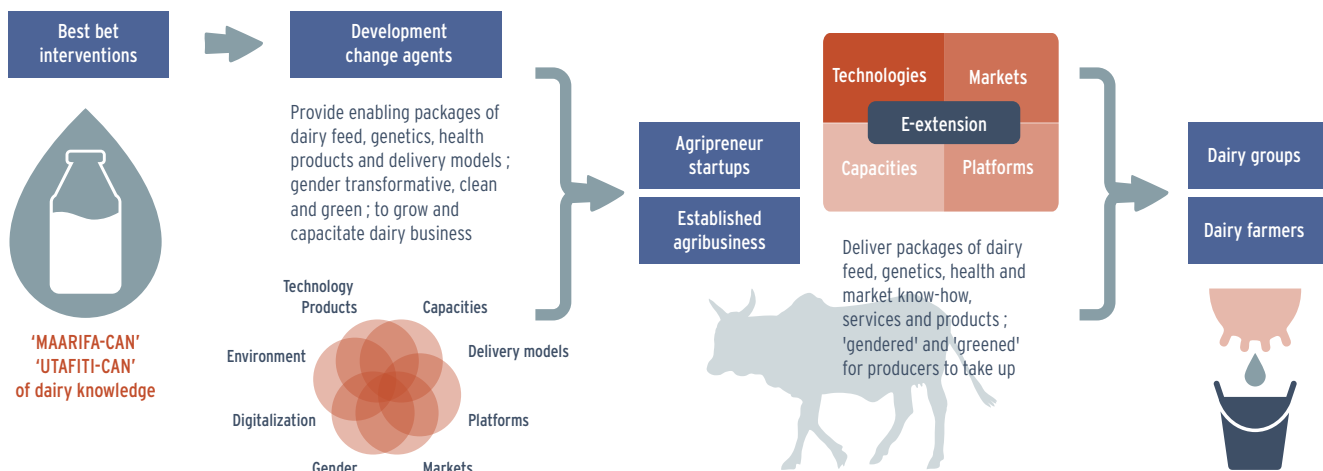 Best bet
interventions
Development
change agents
Provide enabling packages of
dairy feed, genetics, health
products and delivery models ;
gender transformative, clean
and green ; to grow and
capacitate dairy business
'MAARIFA-CAN'
'UTAFITI-CAN'
of dairy knowledge
Technology
Products
Capacities
Environment
Delivery models
Digitalization
Platforms
Gender
Markets
Agripreneur
startups
Established
agribusiness
Technologies
Markets
E-extension
Capacities
Platforms
Deliver packages of dairy
feed, genetics, health and
market know-how,
services and products ;
'gendered' and 'greened'
for producers to take up
Dairy groups
Dairy farmers